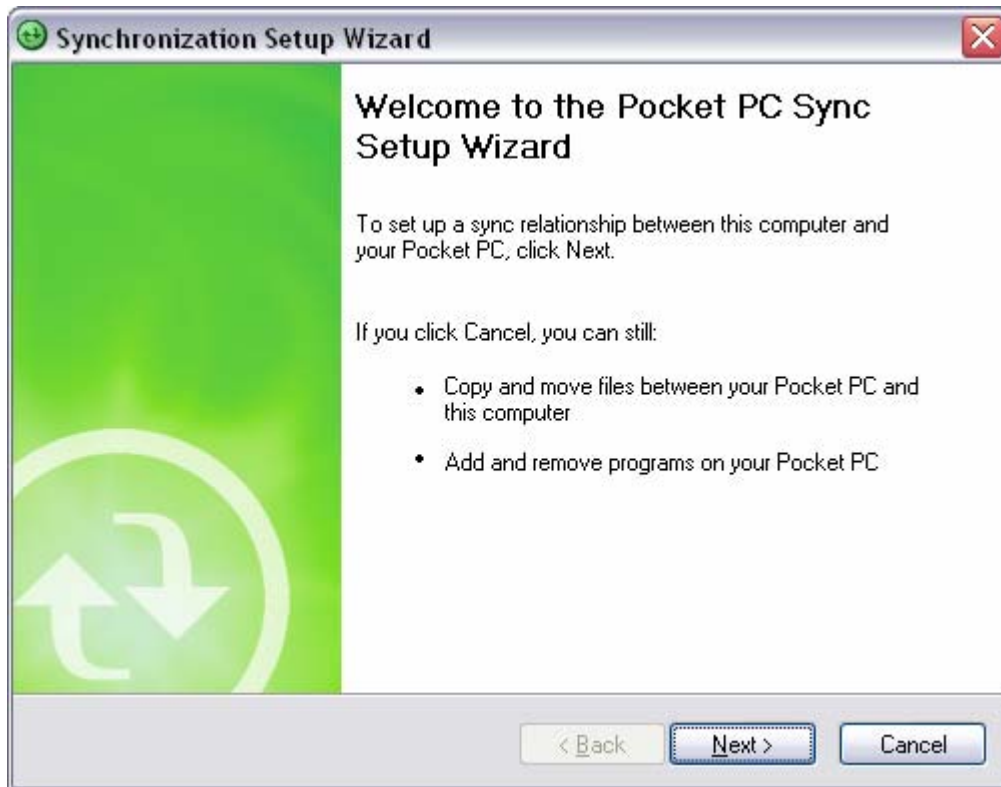 Synchronization Setup Wizard
Welcome to the Pocket PC Sync
Setup Wizard
To set up a sync relationship between this computer and
your Pocket PC, click Next.
If you click Cancel, you can still:
• Copy and move files between your Pocket PC and
this computer
• Add and remove programs on your Pocket PC
< Back Next > Cancel